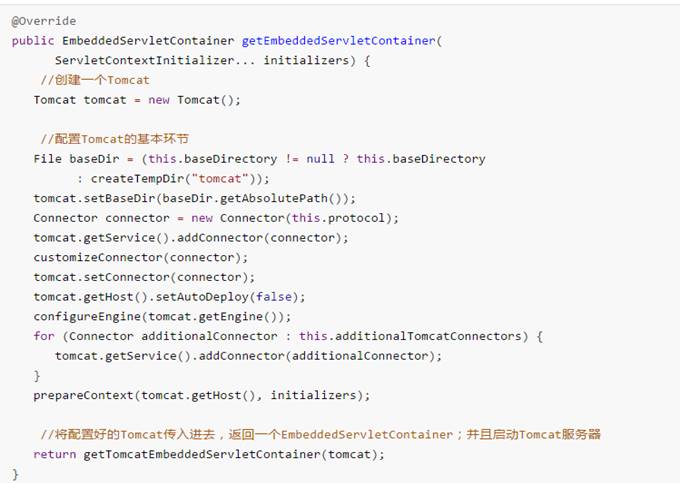 @Override
public EmbeddedServletContainer getEmbeddedServletContainer(
ServletContextInitializer... initializers) {
//创建一个Tomcat
Tomcat tomcat = new Tomcat();
//配置Tomcat的基本环节
File baseDir = (this.baseDirectory != null ? this.baseDirectory
: createTempDir("tomcat"));
tomcat.setBaseDir(baseDir.getAbsolutePath());
Connector connector = new Connector(this.protocol);
tomcat.getService().addConnector(connector);
customizeConnector(connector);
tomcat.setConnector(connector);
tomcat.getHost().setAutoDeploy(false);
configureEngine(tomcat.getEngine());
for (Connector additionalConnector : this.additionalTomcatConnectors) {
tomcat.getService().addConnector(additionalConnector);
}
prepareContext(tomcat.getHost(), initializers);
//将配置好的Tomcat传入进去，返回一个EmbeddedServletContainer；并且启动Tomcat服务器
return getTomcatEmbeddedServletContainer(tomcat);
}